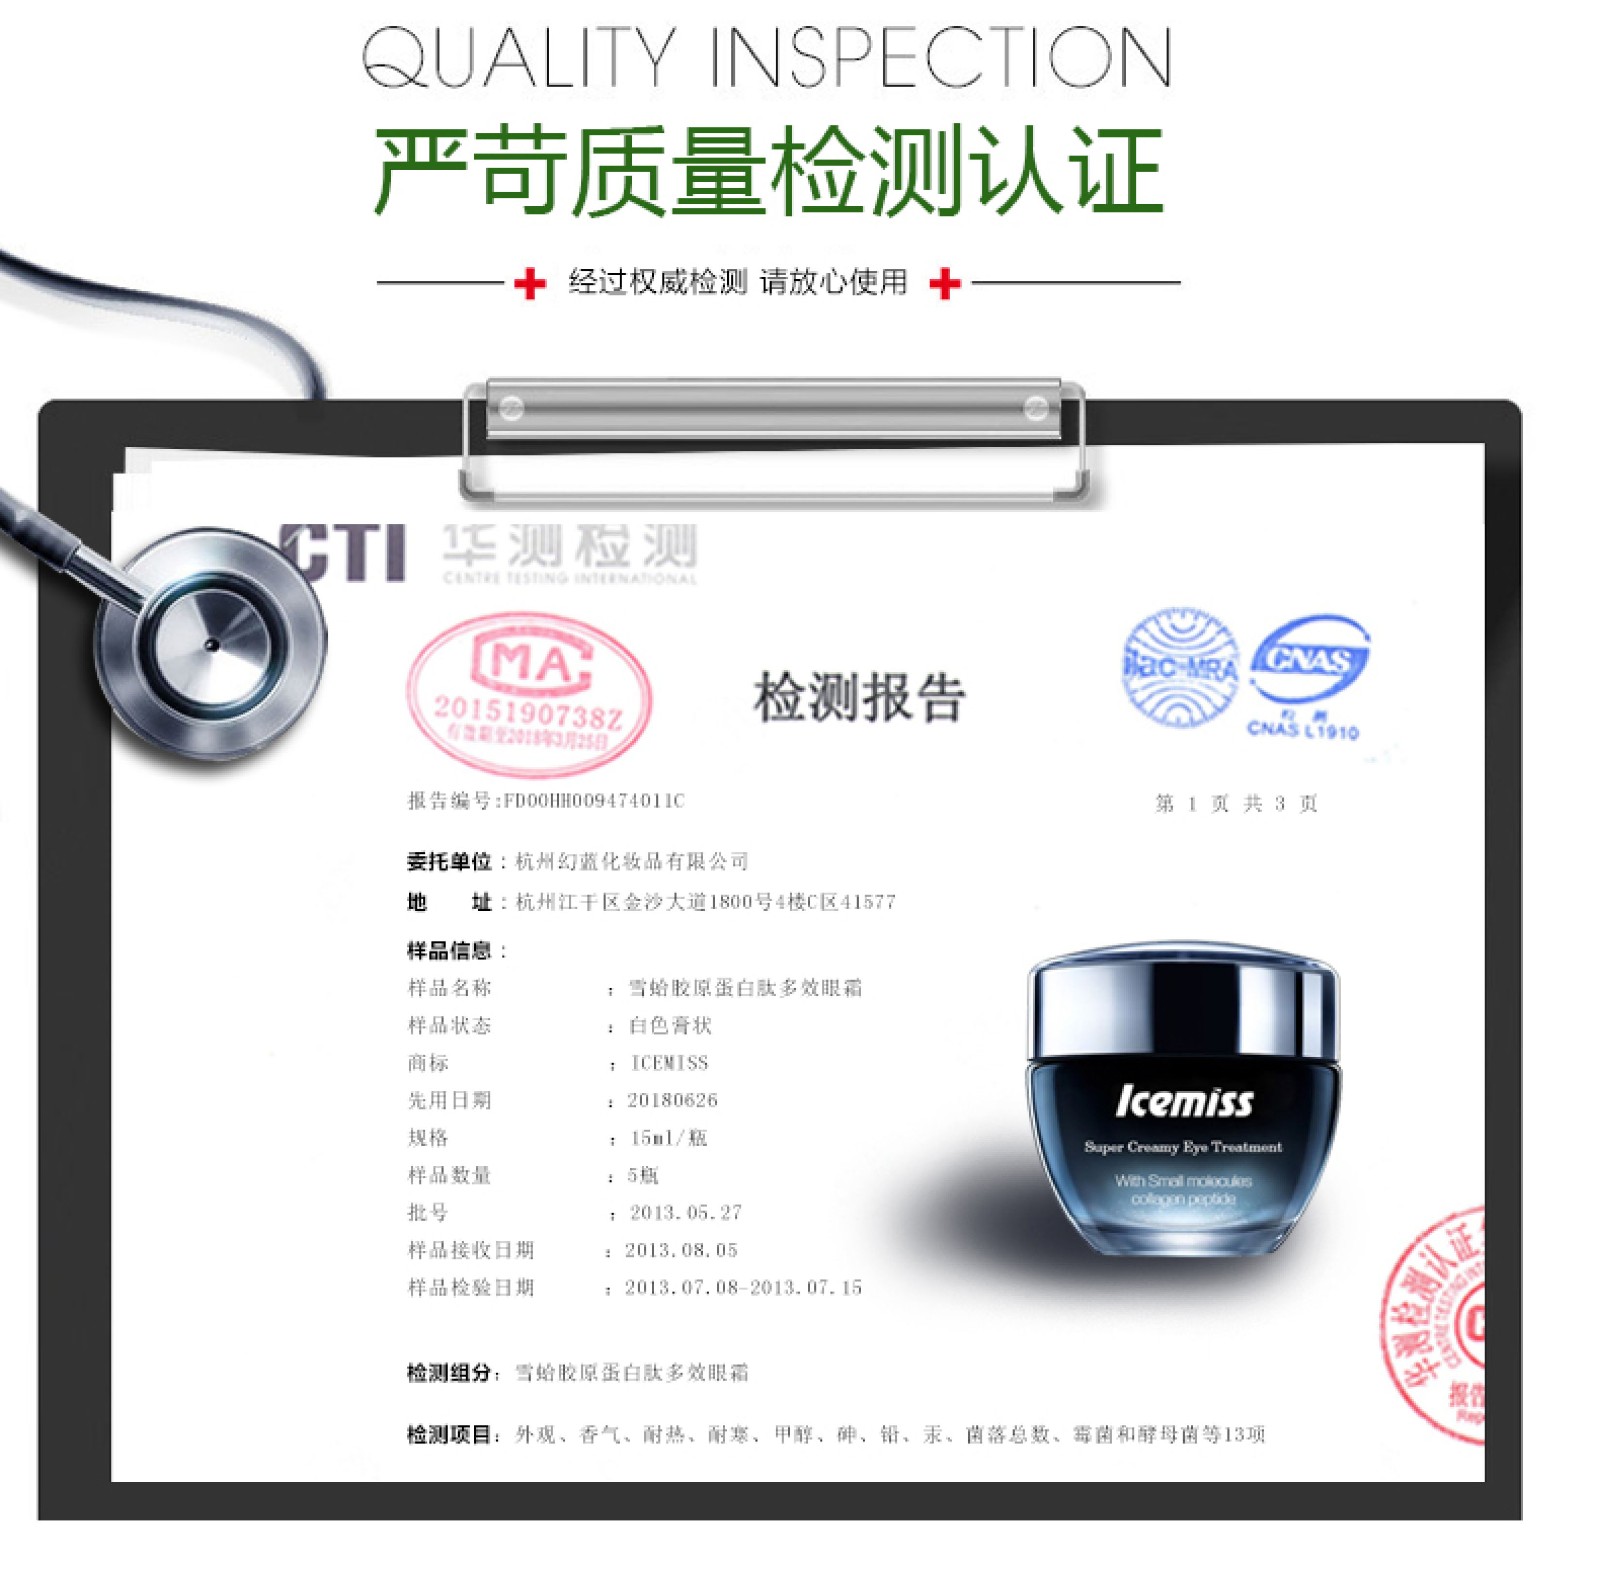 QUALITY INSPECTION
严苛质量检测认证
经过权威检测 请放心使用
CTI 华测检测
CENTRE TESTING INTERNATIONAL
MA
2015190738Z
有效期至2018年3月25日
检测报告
ilac-MRA
CNAS
检测
CNAS L1910
报告编号:FD00HH009474011C
第 1 页 共 3 页
委托单位：杭州幻蓝化妆品有限公司
地 址：杭州江干区金沙大道1800号4楼C区41577
样品信息：
样品名称 ：雪蛤胶原蛋白肽多效眼霜
样品状态 ：白色膏状
商标 ：ICEMISS
先用日期 ：20180626
规格 ：15ml/瓶
样品数量 ：5瓶
批号 ：2013.05.27
样品接收日期 ：2013.08.05
样品检验日期 ：2013.07.08-2013.07.15
Icemiss
Super Creamy Eye Treatment
With Small molecules
collagen peptide
检测组分：雪蛤胶原蛋白肽多效眼霜
检测项目：外观、香气、耐热、耐寒、甲醇、砷、铅、汞、菌落总数、霉菌和酵母菌等13项
华测检测认证
CENTRE TESTING
报告